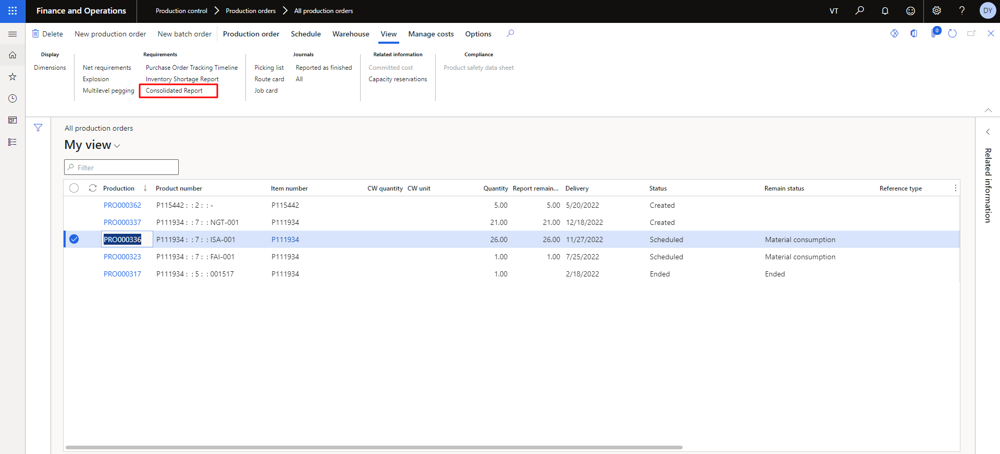 Finance and Operations
Production control > Production orders > All production orders
VT
DY
Delete New production order New batch order Production order Schedule Warehouse View Manage costs Options
0
Display
Dimensions
Requirements
Net requirements Purchase Order Tracking Timeline
Explosion Inventory Shortage Report
Multilevel pegging Consolidated Report
Journals
Picking list Reported as finished
Route card All
Job card
Related information
Committed cost
Capacity reservations
Compliance
Product safety data sheet
All production orders
My view
Filter
Production ↓ Product number Item number CW quantity CW unit Quantity Report remain... Delivery Status Remain status Reference type
PRO000362 P115442 : : 2 : : - P115442 5.00 5.00 5/20/2022 Created
PRO000337 P111934 : : 7 : : NGT-001 P111934 21.00 21.00 12/18/2022 Created
PRO000336 P111934 : : 7 : : ISA-001 P111934 26.00 26.00 11/27/2022 Scheduled Material consumption
PRO000323 P111934 : : 7 : : FAI-001 P111934 1.00 1.00 7/25/2022 Scheduled Material consumption
PRO000317 P111934 : : 5 : : 001517 P111934 1.00 2/18/2022 Ended Ended
Related information